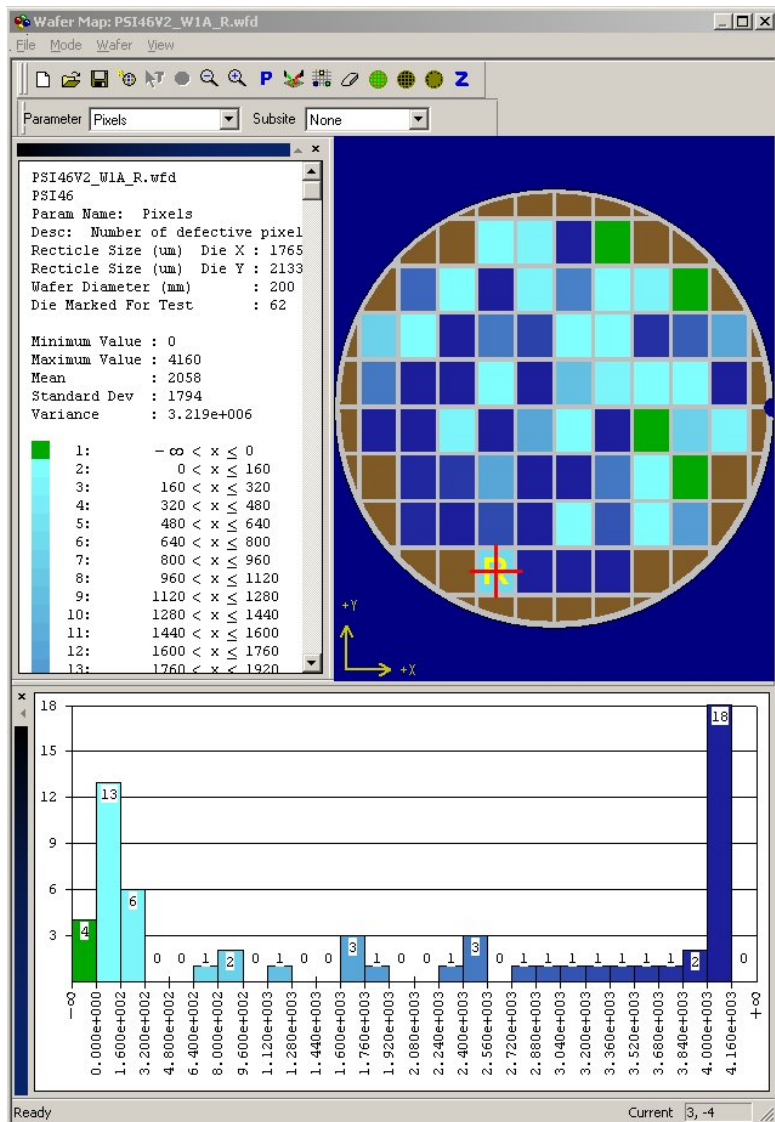 Wafer Map: PSI46V2_W1A_R.wfd
File Mode Wafer View
P Z
Parameter Pixels Subsite None
PSI46V2_W1A_R.wfd
PSI46
Param Name: Pixels
Desc: Number of defective pixel
Recticle Size (um) Die X : 1765
Recticle Size (um) Die Y : 2133
Wafer Diameter (mm) : 200
Die Marked For Test : 62
Minimum Value : 0
Maximum Value : 4160
Mean : 2058
Standard Dev : 1794
Variance : 3.219e+006
1: -∞ < x ≤ 0
2: 0 < x ≤ 160
3: 160 < x ≤ 320
4: 320 < x ≤ 480
5: 480 < x ≤ 640
6: 640 < x ≤ 800
7: 800 < x ≤ 960
8: 960 < x ≤ 1120
9: 1120 < x ≤ 1280
10: 1280 < x ≤ 1440
11: 1440 < x ≤ 1600
12: 1600 < x ≤ 1760
13: 1760 < x ≤ 1920
R
+Y
+X
18
15
12
9
6
3
4 13 6 0 0 1 2 0 1 0 0 3 1 0 0 1 3 0 1 1 1 1 1 1 1 2 18 0
-∞
0.000e+000
1.600e+002
3.200e+002
4.800e+002
6.400e+002
8.000e+002
9.600e+002
1.120e+003
1.280e+003
1.440e+003
1.600e+003
1.760e+003
1.920e+003
2.080e+003
2.240e+003
2.400e+003
2.560e+003
2.720e+003
2.880e+003
3.040e+003
3.200e+003
3.360e+003
3.520e+003
3.680e+003
3.840e+003
4.000e+003
4.160e+003
+∞
Ready Current 3, -4